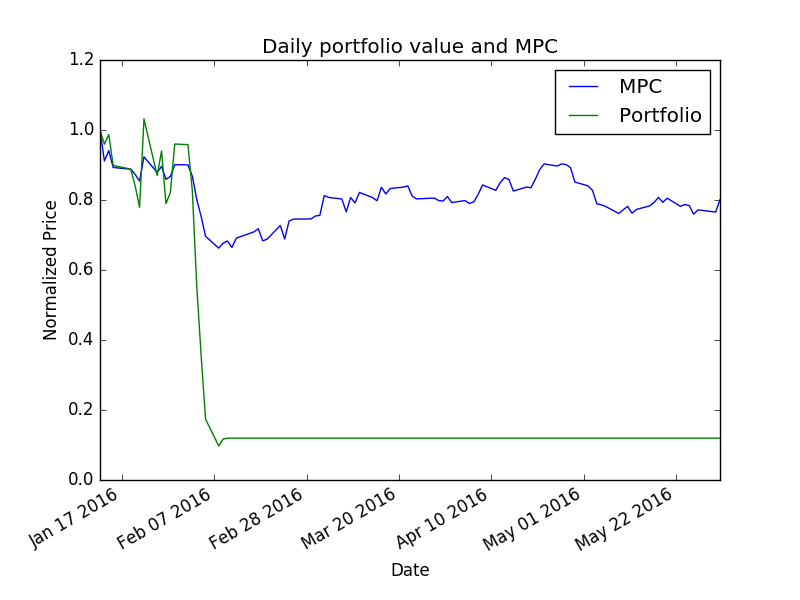 Daily portfolio value and MPC
1.2
1.0
0.8
0.6
0.4
0.2
0.0
Normalized Price
MPC
Portfolio
Jan 17 2016
Feb 07 2016
Feb 28 2016
Mar 20 2016
Apr 10 2016
May 01 2016
May 22 2016
Date